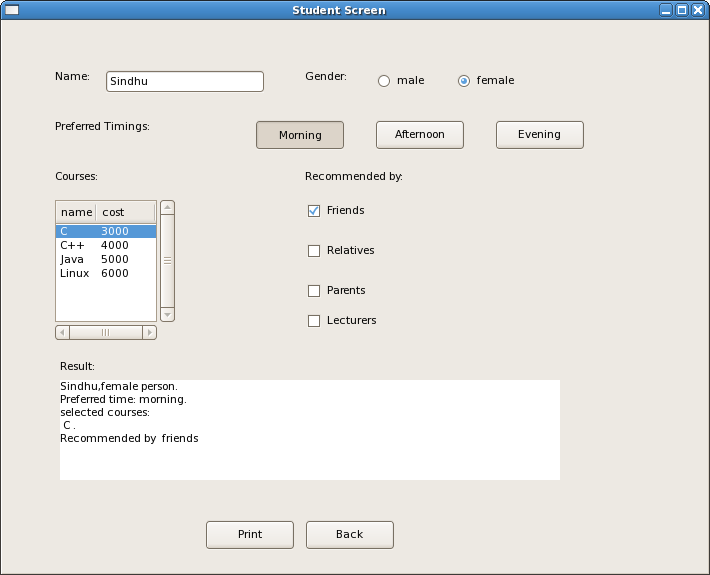 Student Screen
Name: Sindhu Gender: male female
Preferred Timings: Morning Afternoon Evening
Courses: Recommended by:
name cost
C 3000
C++ 4000
Java 5000
Linux 6000
Friends
Relatives
Parents
Lecturers
Result:
Sindhu,female person.
Preferred time: morning.
selected courses:
C .
Recommended by friends
Print Back